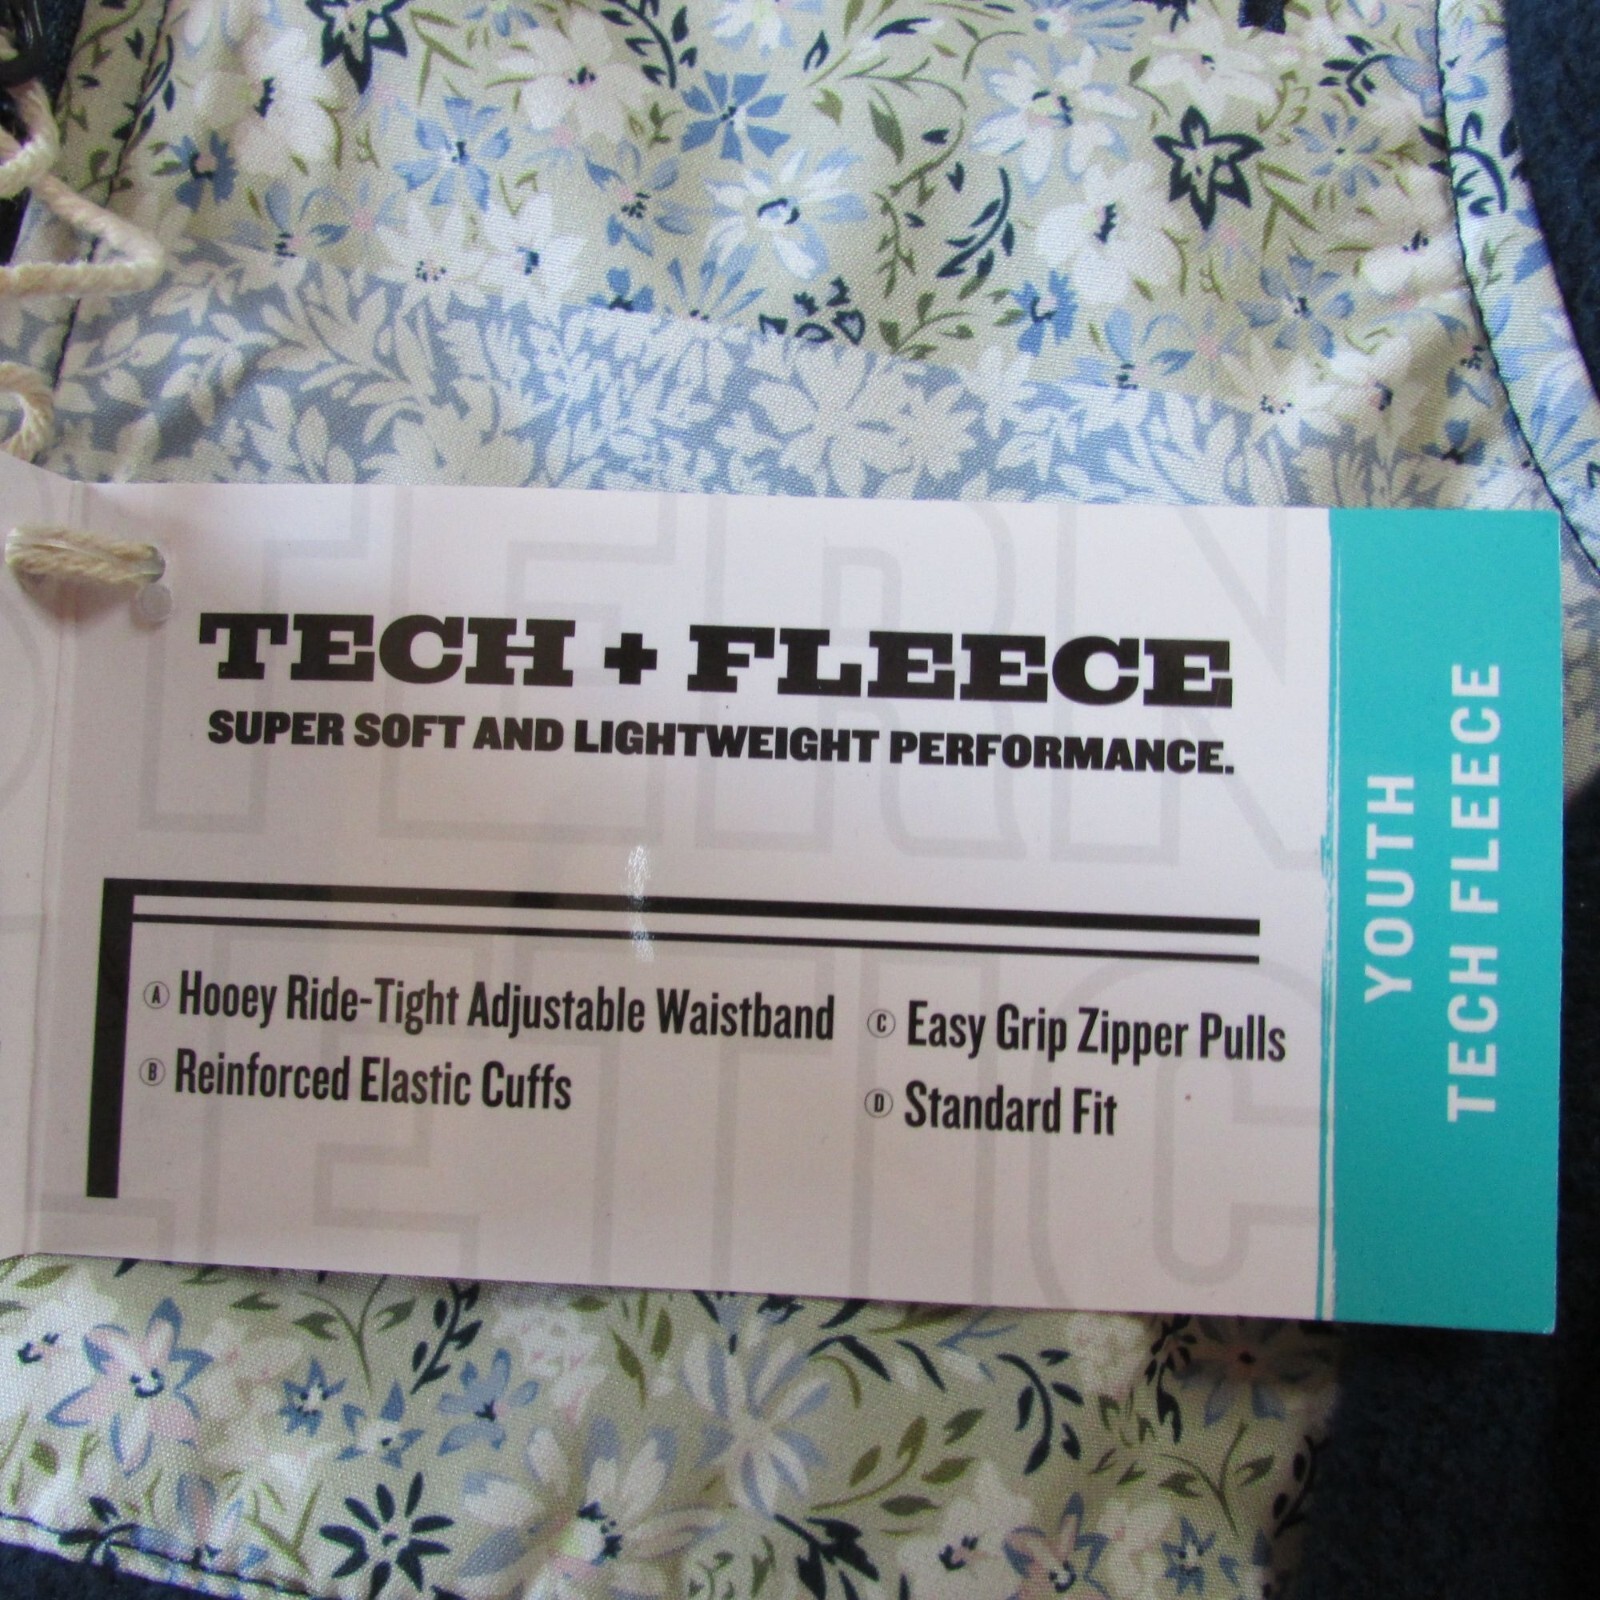 TECH + FLEECE
SUPER SOFT AND LIGHTWEIGHT PERFORMANCE.
A Hooey Ride-Tight Adjustable Waistband
B Reinforced Elastic Cuffs
C Easy Grip Zipper Pulls
D Standard Fit
YOUTH
TECH FLEECE